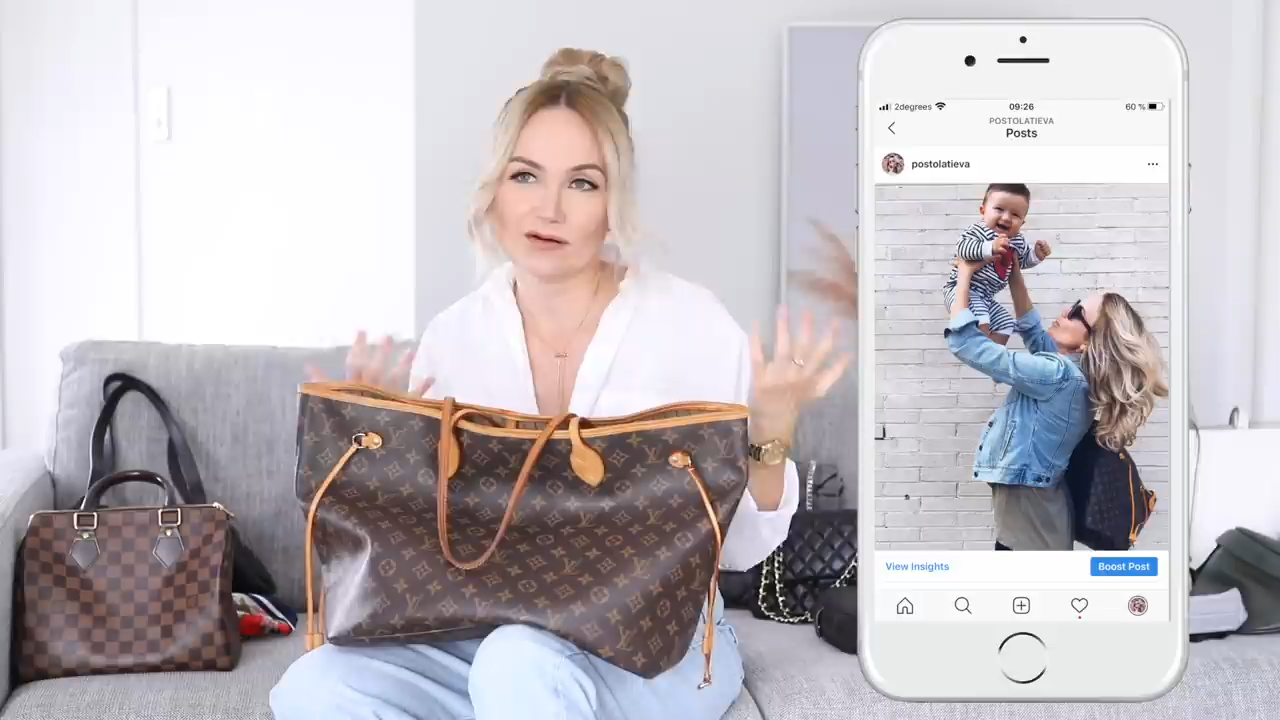 2degrees 09:26 60 %
POSTOLATIEVA
Posts
postolatieva
View Insights Boost Post